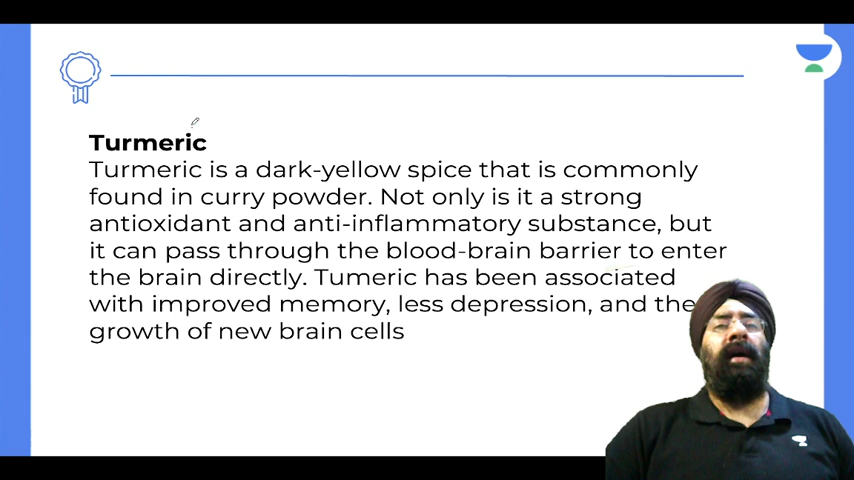 Turmeric
Turmeric is a dark-yellow spice that is commonly
found in curry powder. Not only is it a strong
antioxidant and anti-inflammatory substance, but
it can pass through the blood-brain barrier to enter
the brain directly. Tumeric has been associated
with improved memory, less depression, and the
growth of new brain cells